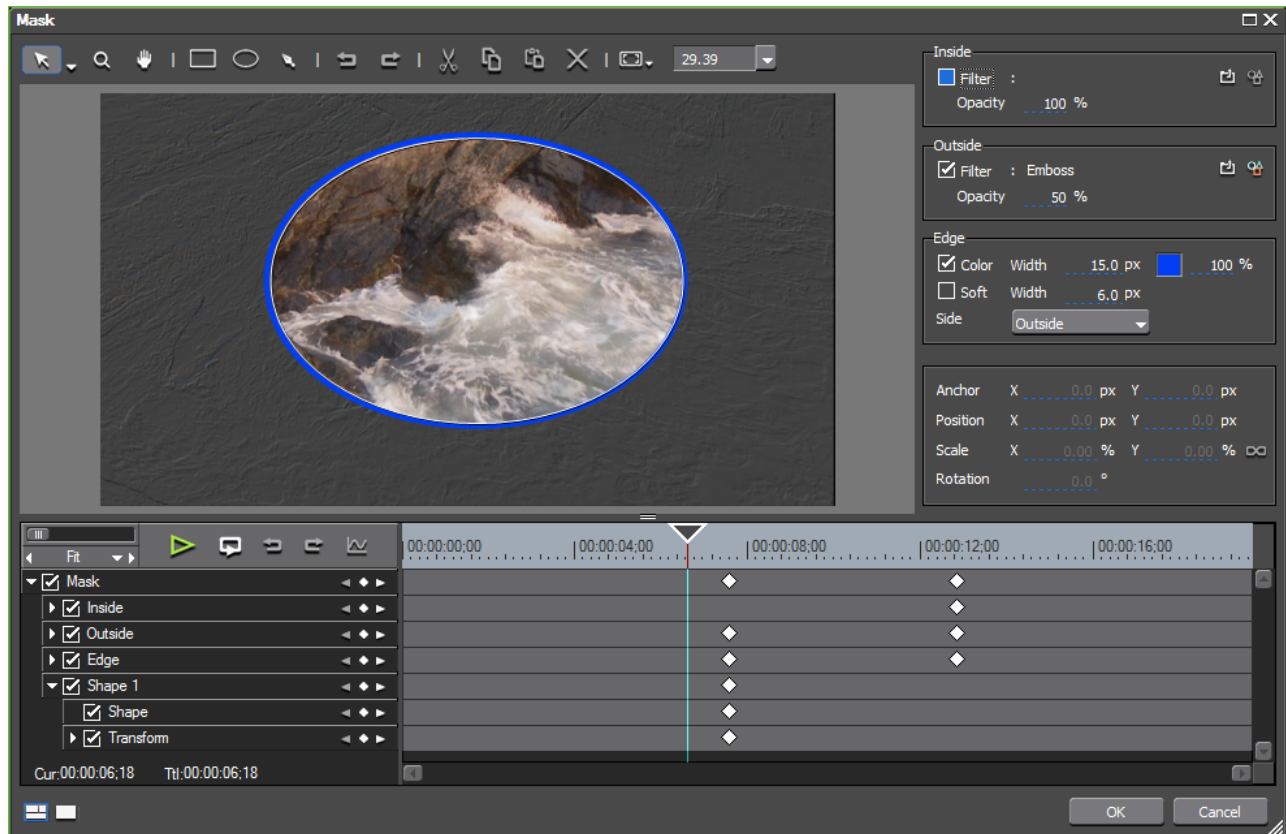 Mask
29.39
Inside
Filter :
Opacity 100 %
Outside
Filter : Emboss
Opacity 50 %
Edge
Color Width 15.0 px 100 %
Soft Width 6.0 px
Side Outside
Anchor X 0.0 px Y 0.0 px
Position X 0.0 px Y 0.0 px
Scale X 0.00 % Y 0.00 %
Rotation 0.0 °
Fit
00:00:00;00 00:00:04;00 00:00:08;00 00:00:12;00 00:00:16;00
Mask
Inside
Outside
Edge
Shape 1
Shape
Transform
Cur:00:00:06;18 Ttl:00:00:06;18
OK Cancel